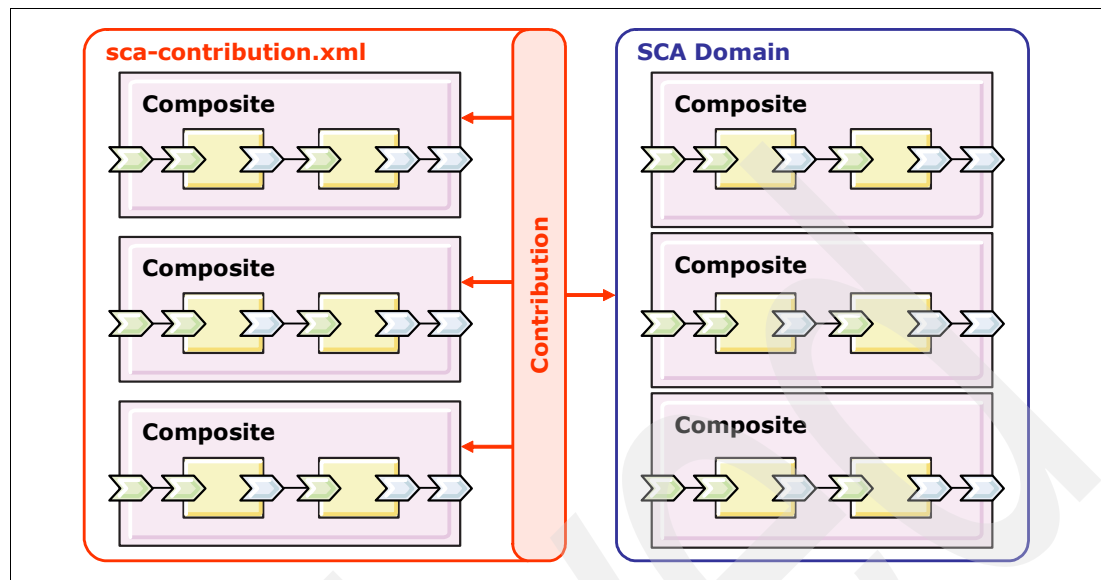 sca-contribution.xml
Composite
Composite
Composite
Contribution
SCA Domain
Composite
Composite
Composite